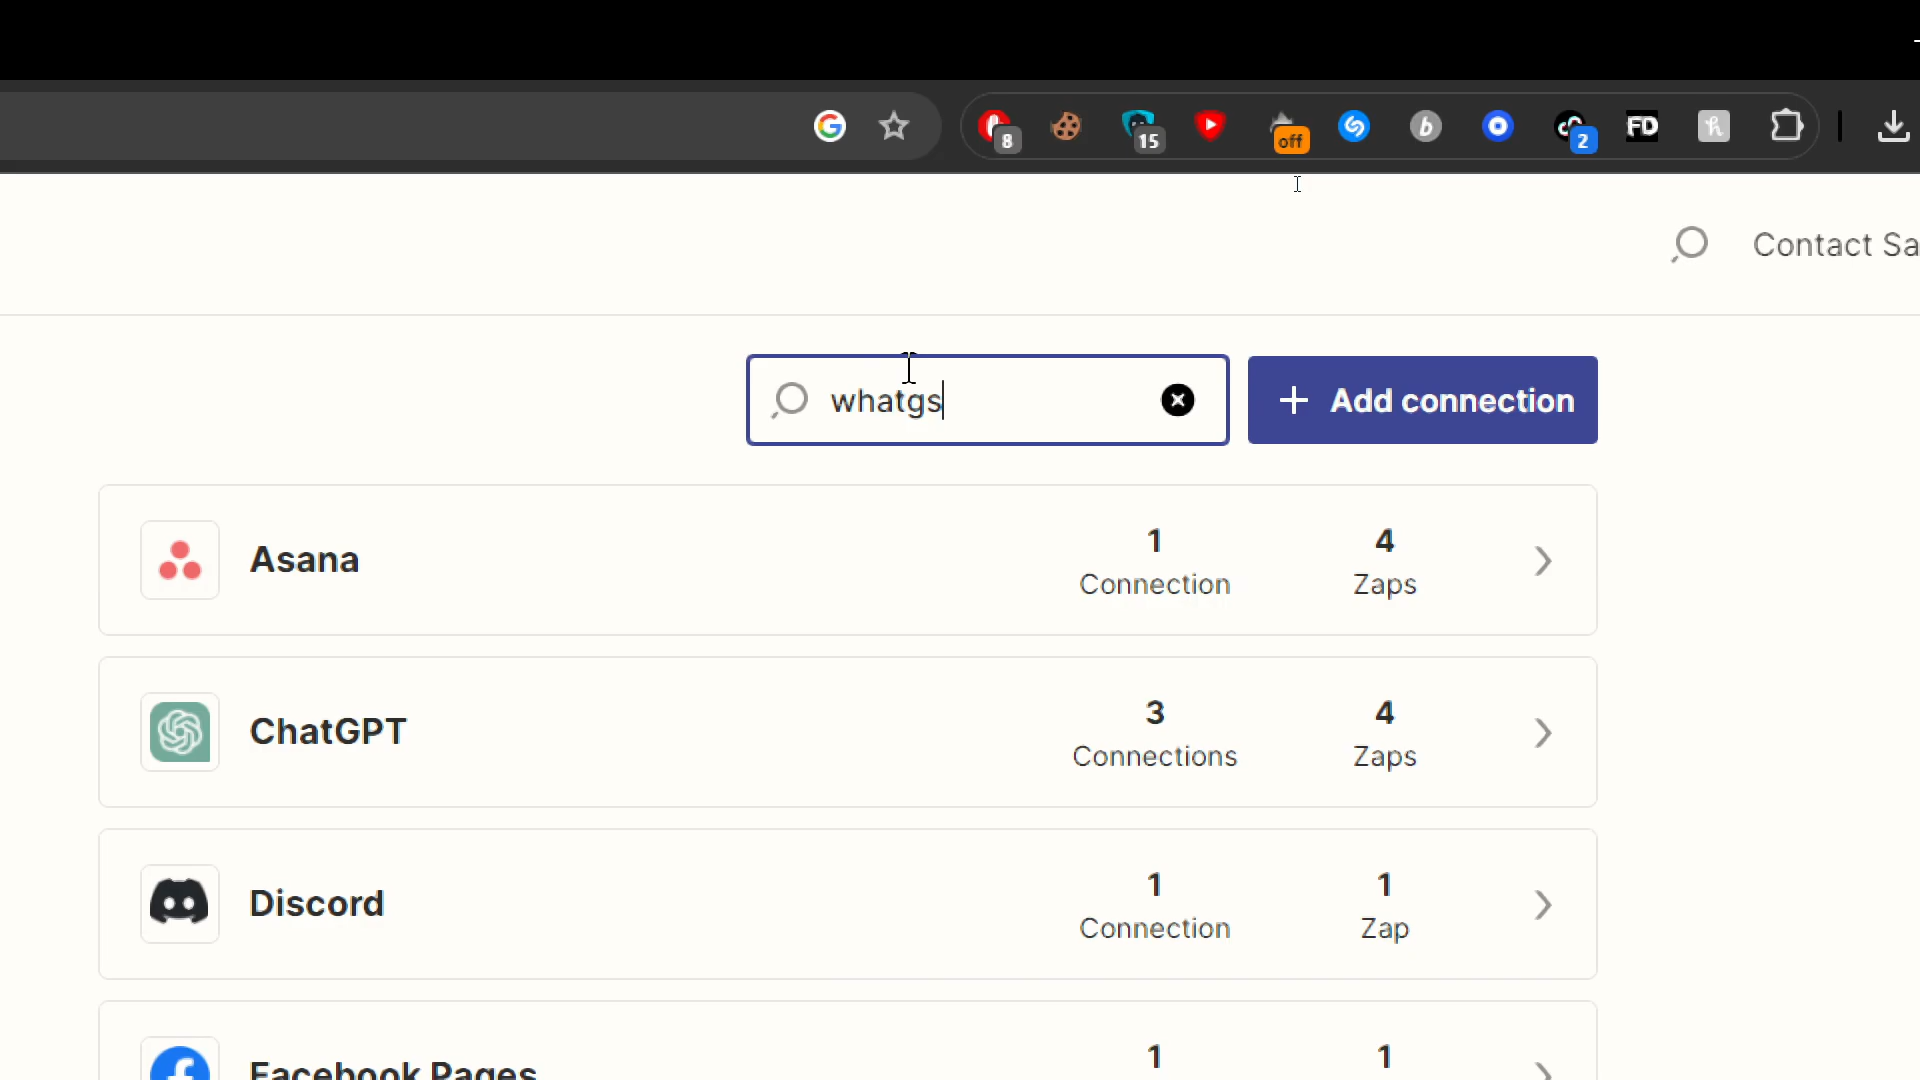 8
15
off
b
2
FD
h
Contact Sa
whatgs
+ Add connection
Asana
1
Connection
4
Zaps
ChatGPT
3
Connections
4
Zaps
Discord
1
Connection
1
Zap
Facebook Pages
1
1